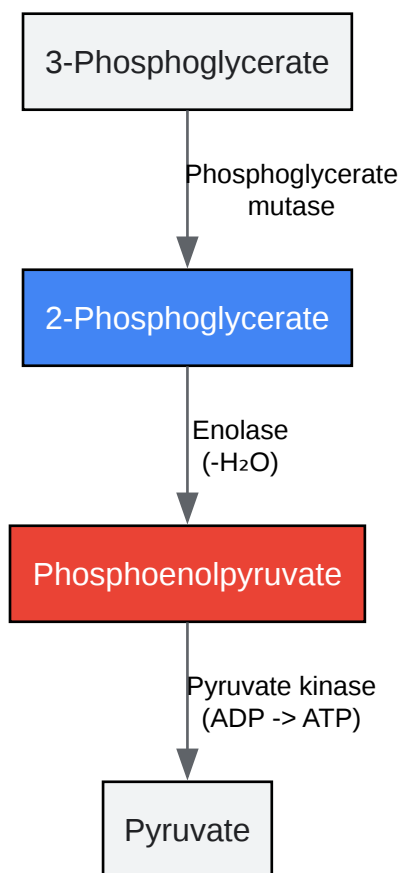 3-Phosphoglycerate
Phosphoglycerate
mutase
2-Phosphoglycerate
Enolase
(-H₂O)
Phosphoenolpyruvate
Pyruvate kinase
(ADP -> ATP)
Pyruvate